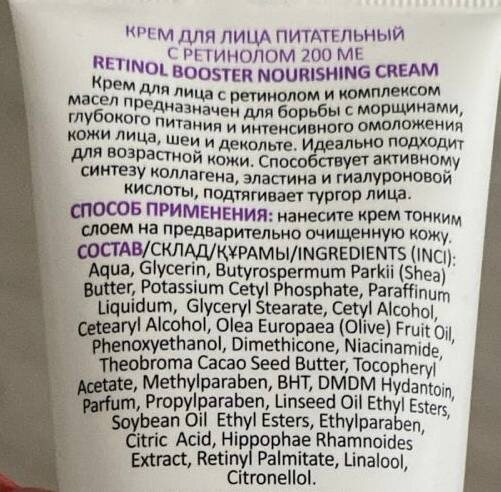 КРЕМ ДЛЯ ЛИЦА ПИТАТЕЛЬНЫЙ
С РЕТИНОЛОМ 200 МЕ
RETINOL BOOSTER NOURISHING CREAM
Крем для лица с ретинолом и комплексом
масел предназначен для борьбы с морщинами,
глубокого питания и интенсивного омоложения
кожи лица, шеи и декольте. Идеально подходит
для возрастной кожи. Способствует активному
синтезу коллагена, эластина и гиалуроновой
кислоты, подтягивает тургор лица.
СПОСОБ ПРИМЕНЕНИЯ: нанесите крем тонким
слоем на предварительно очищенную кожу.
СОСТАВ/СКЛАД/ҚҰРАМЫ/INGREDIENTS (INCI):
Aqua, Glycerin, Butyrospermum Parkii (Shea)
Butter, Potassium Cetyl Phosphate, Paraffinum
Liquidum, Glyceryl Stearate, Cetyl Alcohol,
Cetearyl Alcohol, Olea Europaea (Olive) Fruit Oil,
Phenoxyethanol, Dimethicone, Niacinamide,
Theobroma Cacao Seed Butter, Tocopheryl
Acetate, Methylparaben, BHT, DMDM Hydantoin,
Parfum, Propylparaben, Linseed Oil Ethyl Esters,
Soybean Oil Ethyl Esters, Ethylparaben,
Citric Acid, Hippophae Rhamnoides
Extract, Retinyl Palmitate, Linalool,
Citronellol.